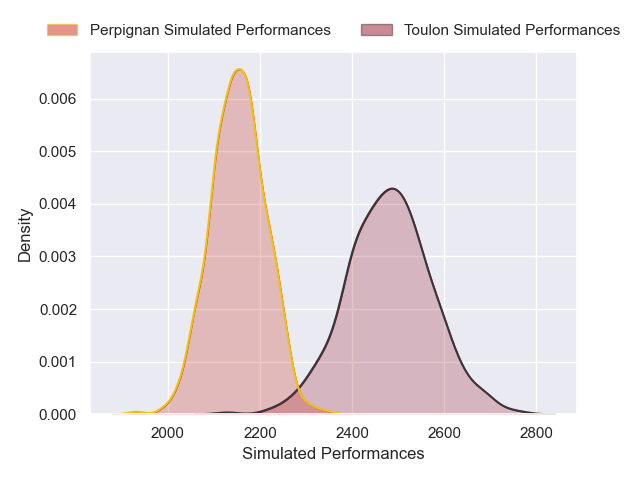 Perpignan Simulated Performances
Toulon Simulated Performances
0.006
0.005
0.004
0.003
0.002
0.001
0.000
Density
2000 2200 2400 2600 2800
Simulated Performances